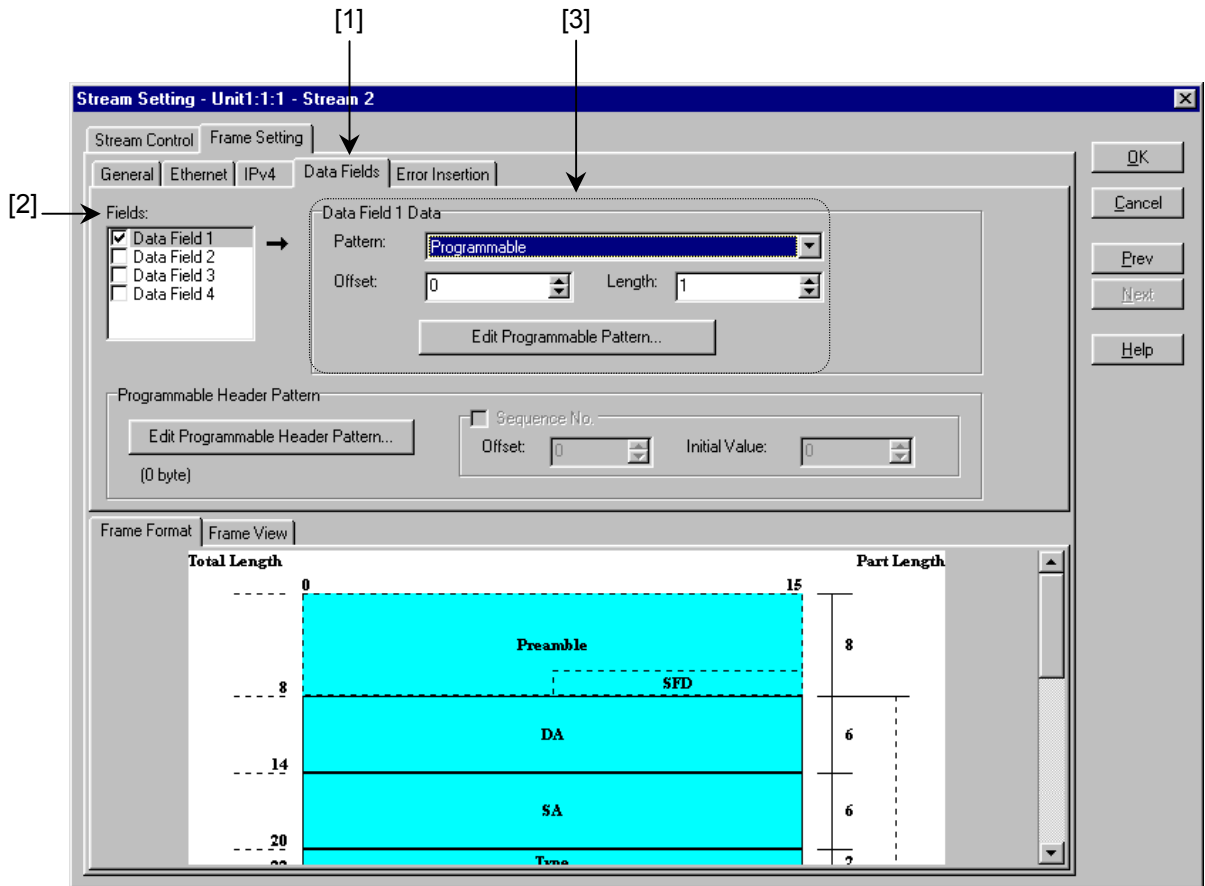 [1] [3]
Stream Setting - Unit1:1:1 - Stream 2
Stream Control Frame Setting
OK
General Ethernet IPv4 Data Fields Error Insertion
[2]
Cancel
Fields:
Data Field 1 Data
Data Field 1
Data Field 2
Data Field 3
Data Field 4
Pattern: Programmable
Prev
Offset: 0 Length: 1
Next
Edit Programmable Pattern...
Help
Programmable Header Pattern
Edit Programmable Header Pattern...
(0 byte)
Sequence No.
Offset: 0 Initial Value: 0
Frame Format Frame View
Total Length Part Length
0 15
Preamble 8
SFD
8
DA 6
14
SA 6
20
Type 2
22